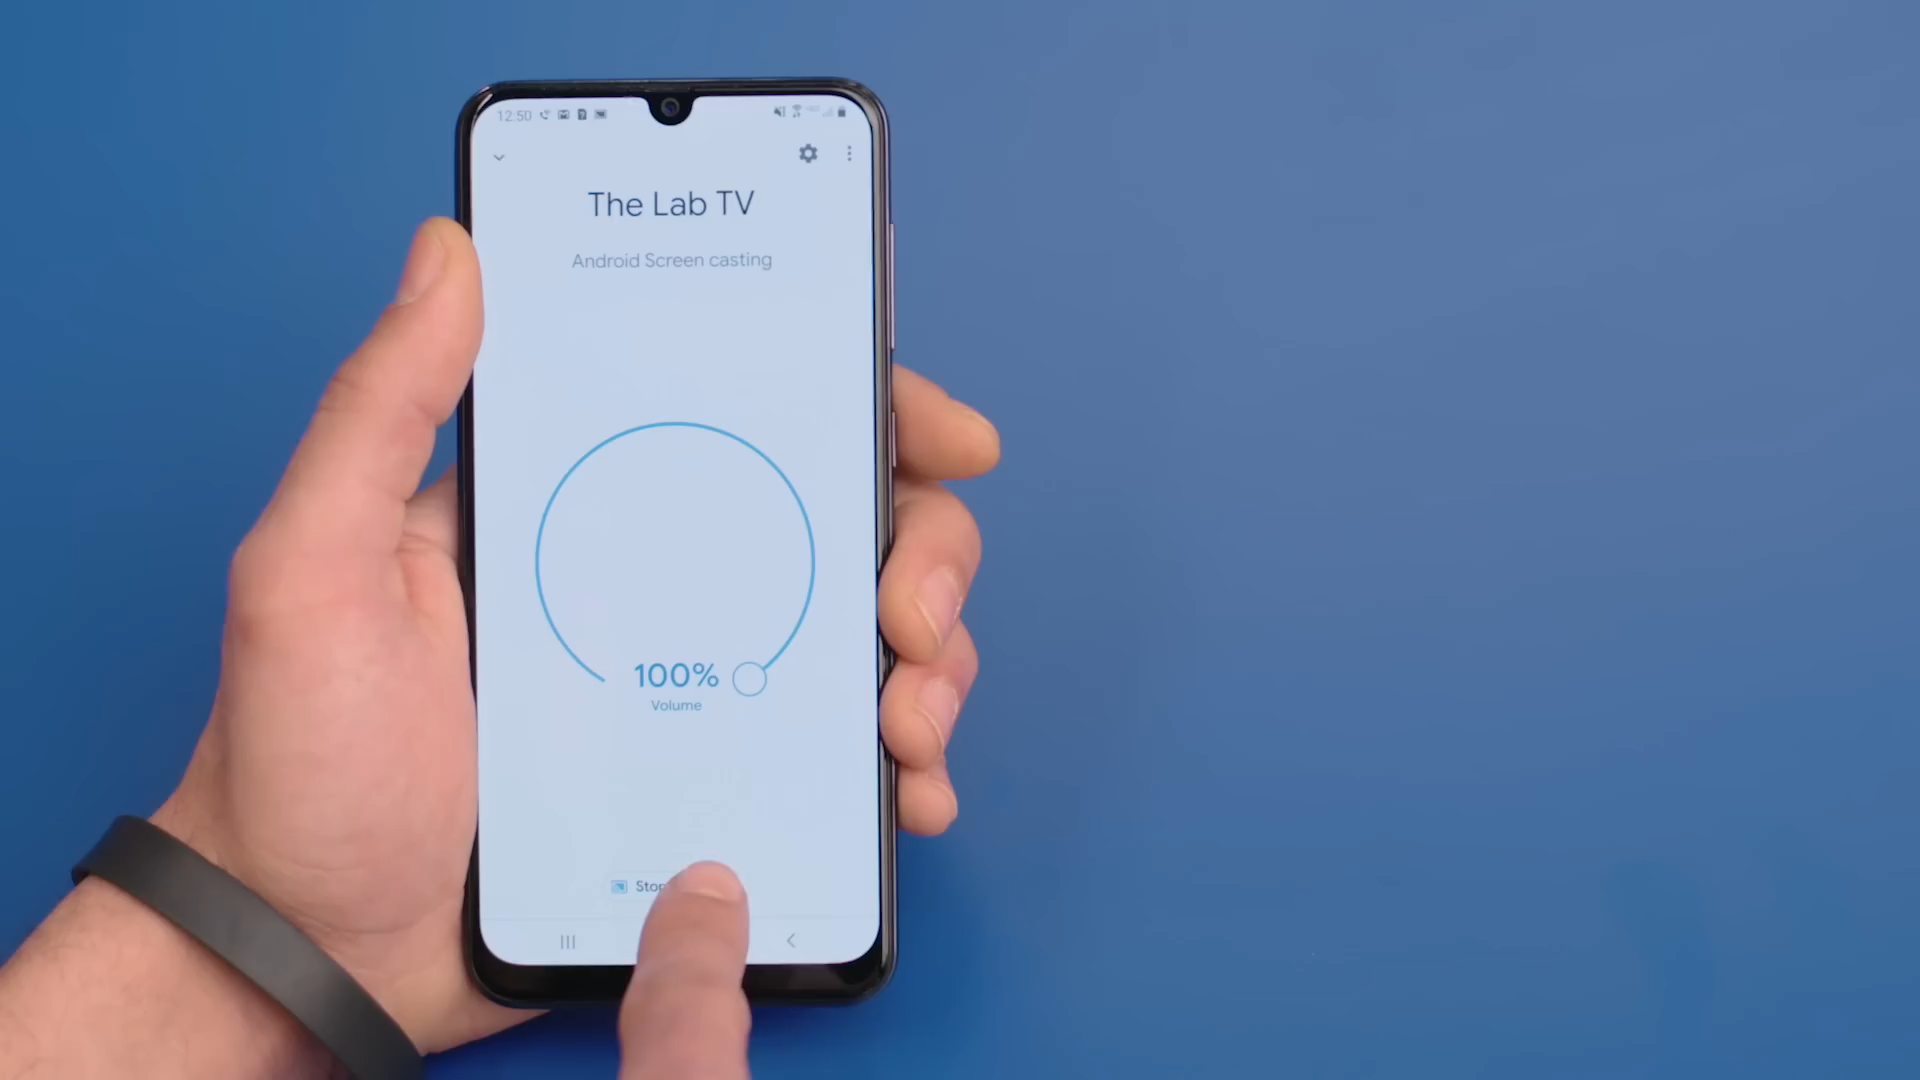 12:50
The Lab TV
Android Screen casting
100%
Volume